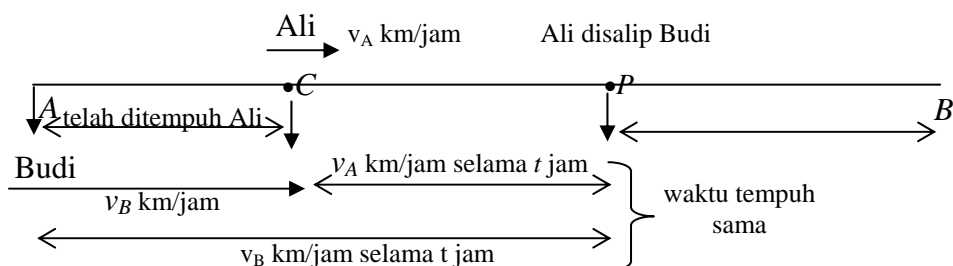 Ali
v_A km/jam
Ali disalip Budi
C
P
A
telah ditempuh Ali
B
Budi
v_A km/jam selama t jam
v_B km/jam
waktu tempuh
sama
v_B km/jam selama t jam